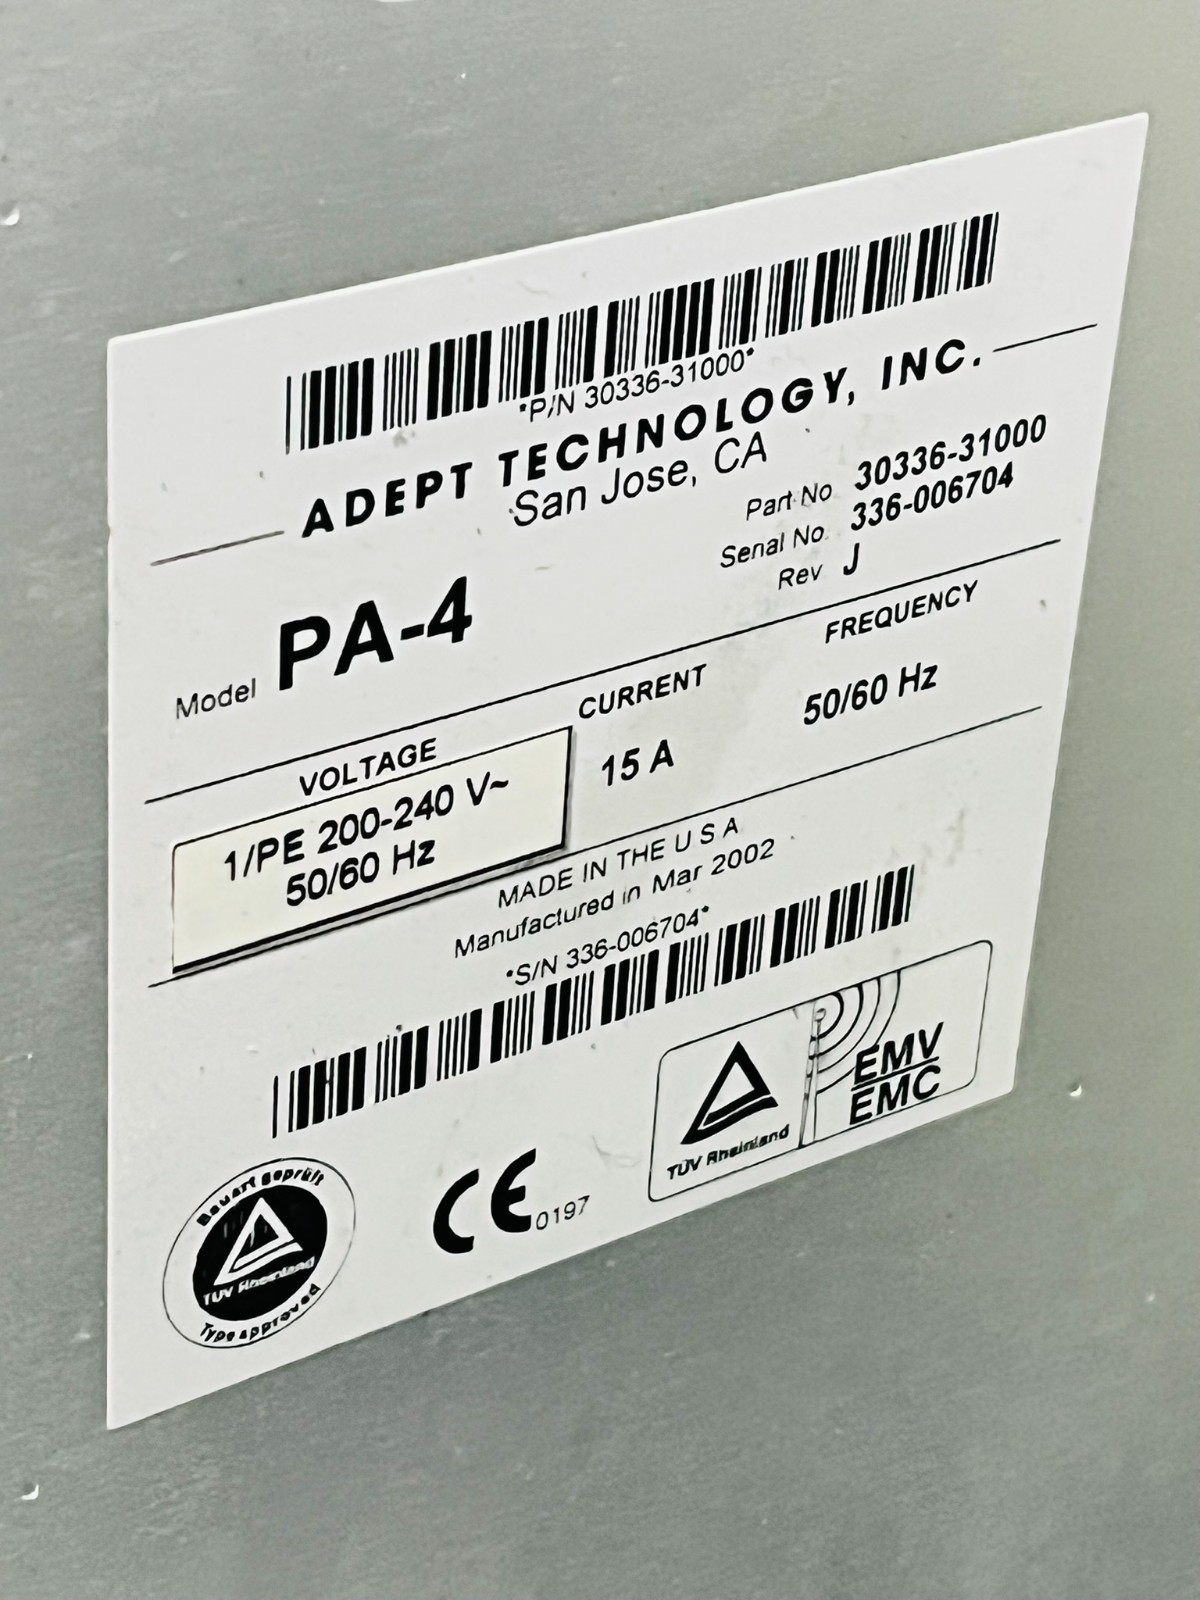 *P/N 30336-31000*
ADEPT TECHNOLOGY, INC.
San Jose, CA
Part No 30336-31000
Serial No. 336-006704
Rev J
Model PA-4
VOLTAGE
CURRENT
FREQUENCY
1/PE 200-240 V~
50/60 Hz
15 A
50/60 Hz
MADE IN THE U S A
Manufactured in Mar 2002
*S/N 336-006704*
Bauart geprüft
TÜV Rheinland
Type approved
CE 0197
TÜV Rheinland
EMV
EMC